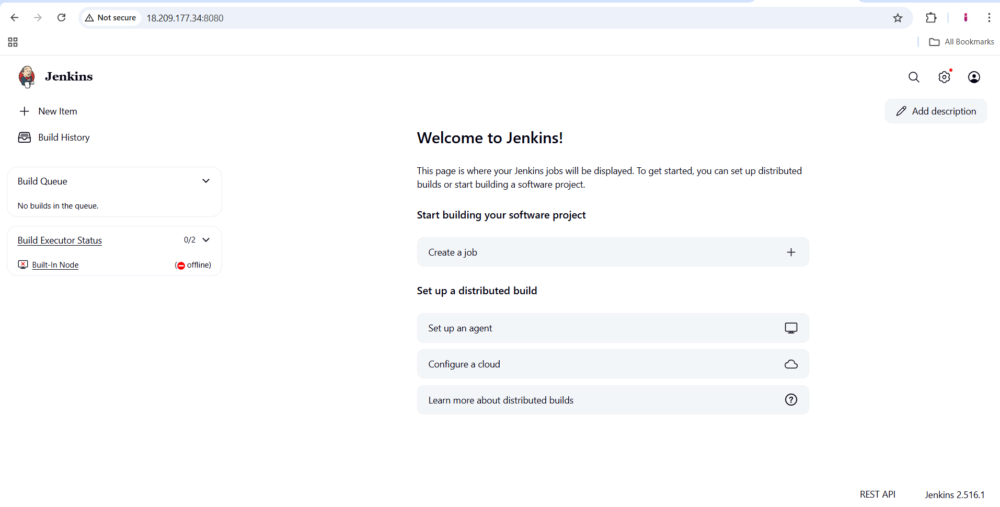 Not secure 18.209.177.34:8080
All Bookmarks
Jenkins
New Item
Add description
Build History
Build Queue
No builds in the queue.
Build Executor Status 0/2
Built-In Node (offline)
Welcome to Jenkins!
This page is where your Jenkins jobs will be displayed. To get started, you can set up distributed
builds or start building a software project.
Start building your software project
Create a job
Set up a distributed build
Set up an agent
Configure a cloud
Learn more about distributed builds
REST API Jenkins 2.516.1